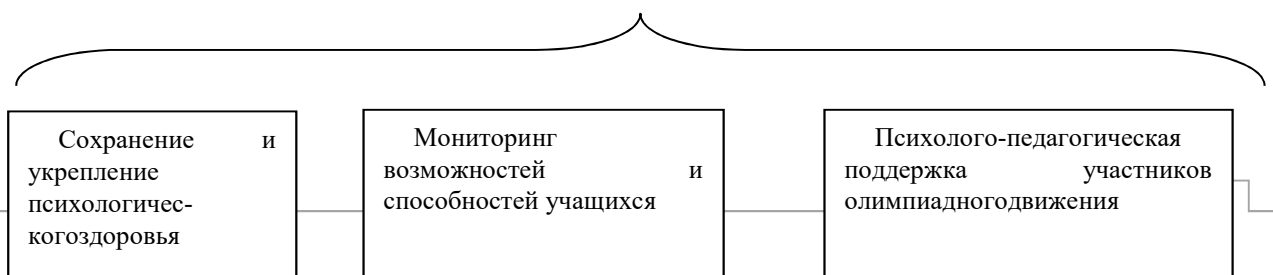 Сохранение и
укрепление
психологичес-
когоздоровья
Мониторинг
возможностей и
способностей учащихся
Психолого-педагогическая
поддержка участников
олимпиадногодвижения